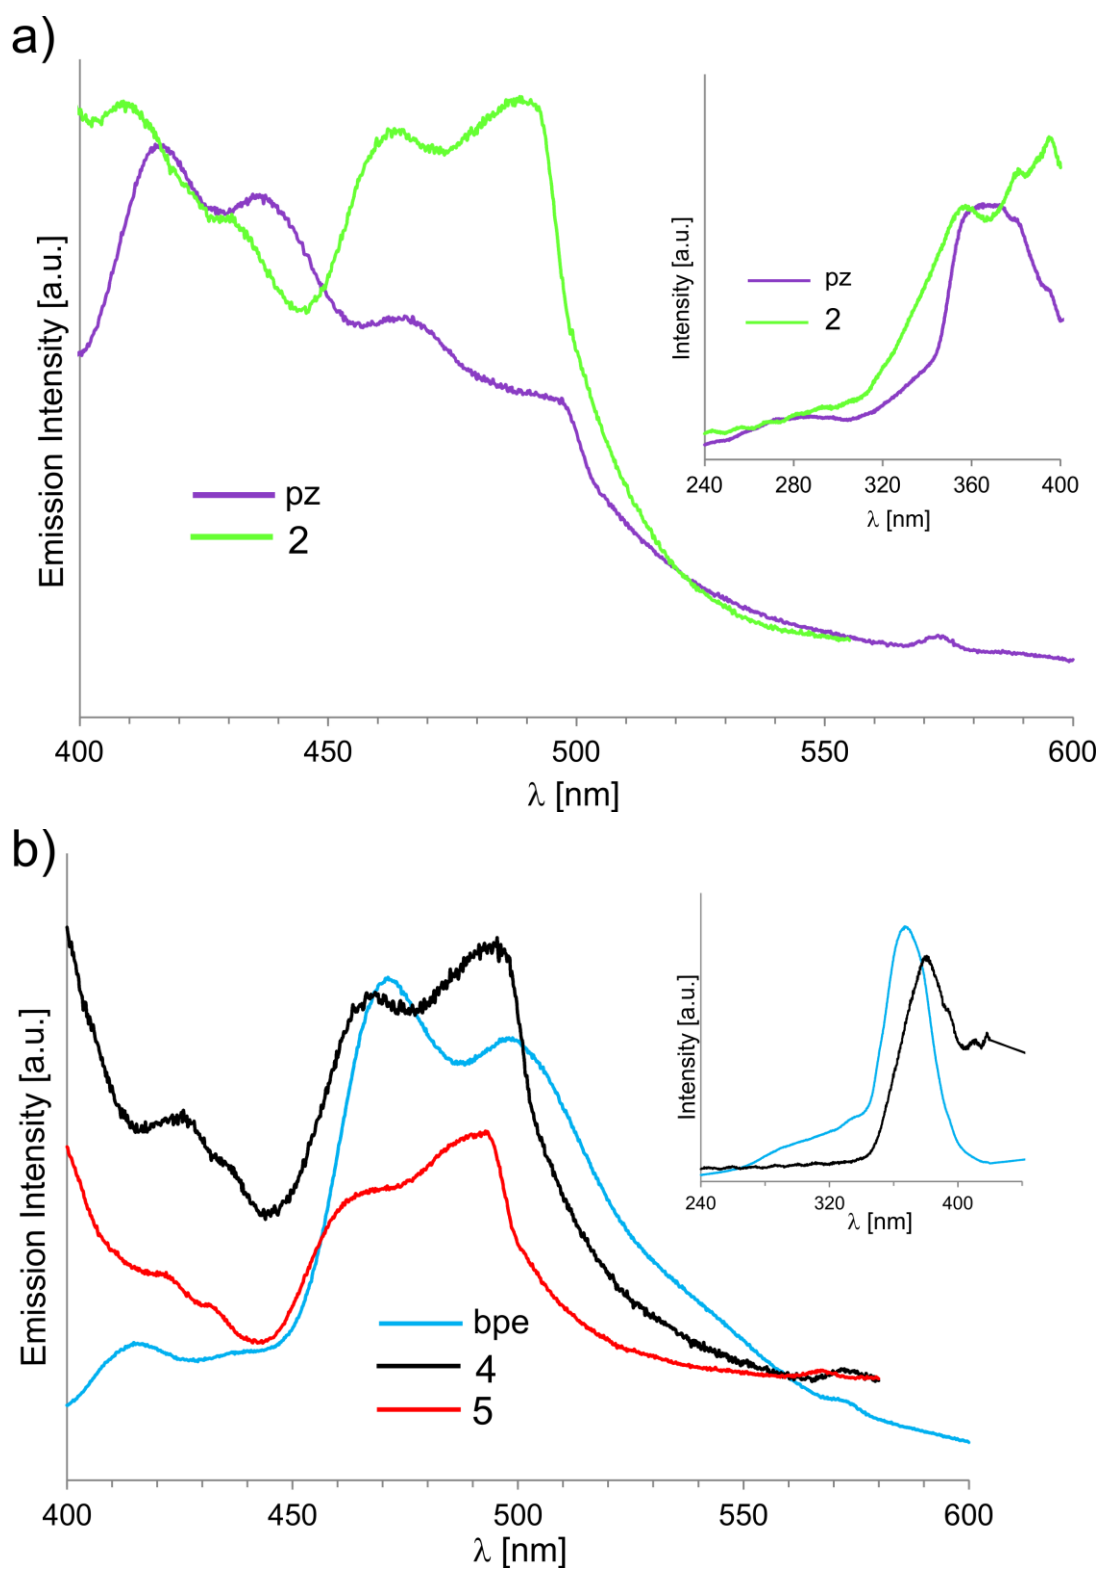 a)
Emission Intensity [a.u.]
pz
2
400 450 500 550 600
λ [nm]
Intensity [a.u.]
pz
2
240 280 320 360 400
λ [nm]
b)
Emission Intensity [a.u.]
bpe
4
5
400 450 500 550 600
λ [nm]
Intensity [a.u.]
240 320 400
λ [nm]